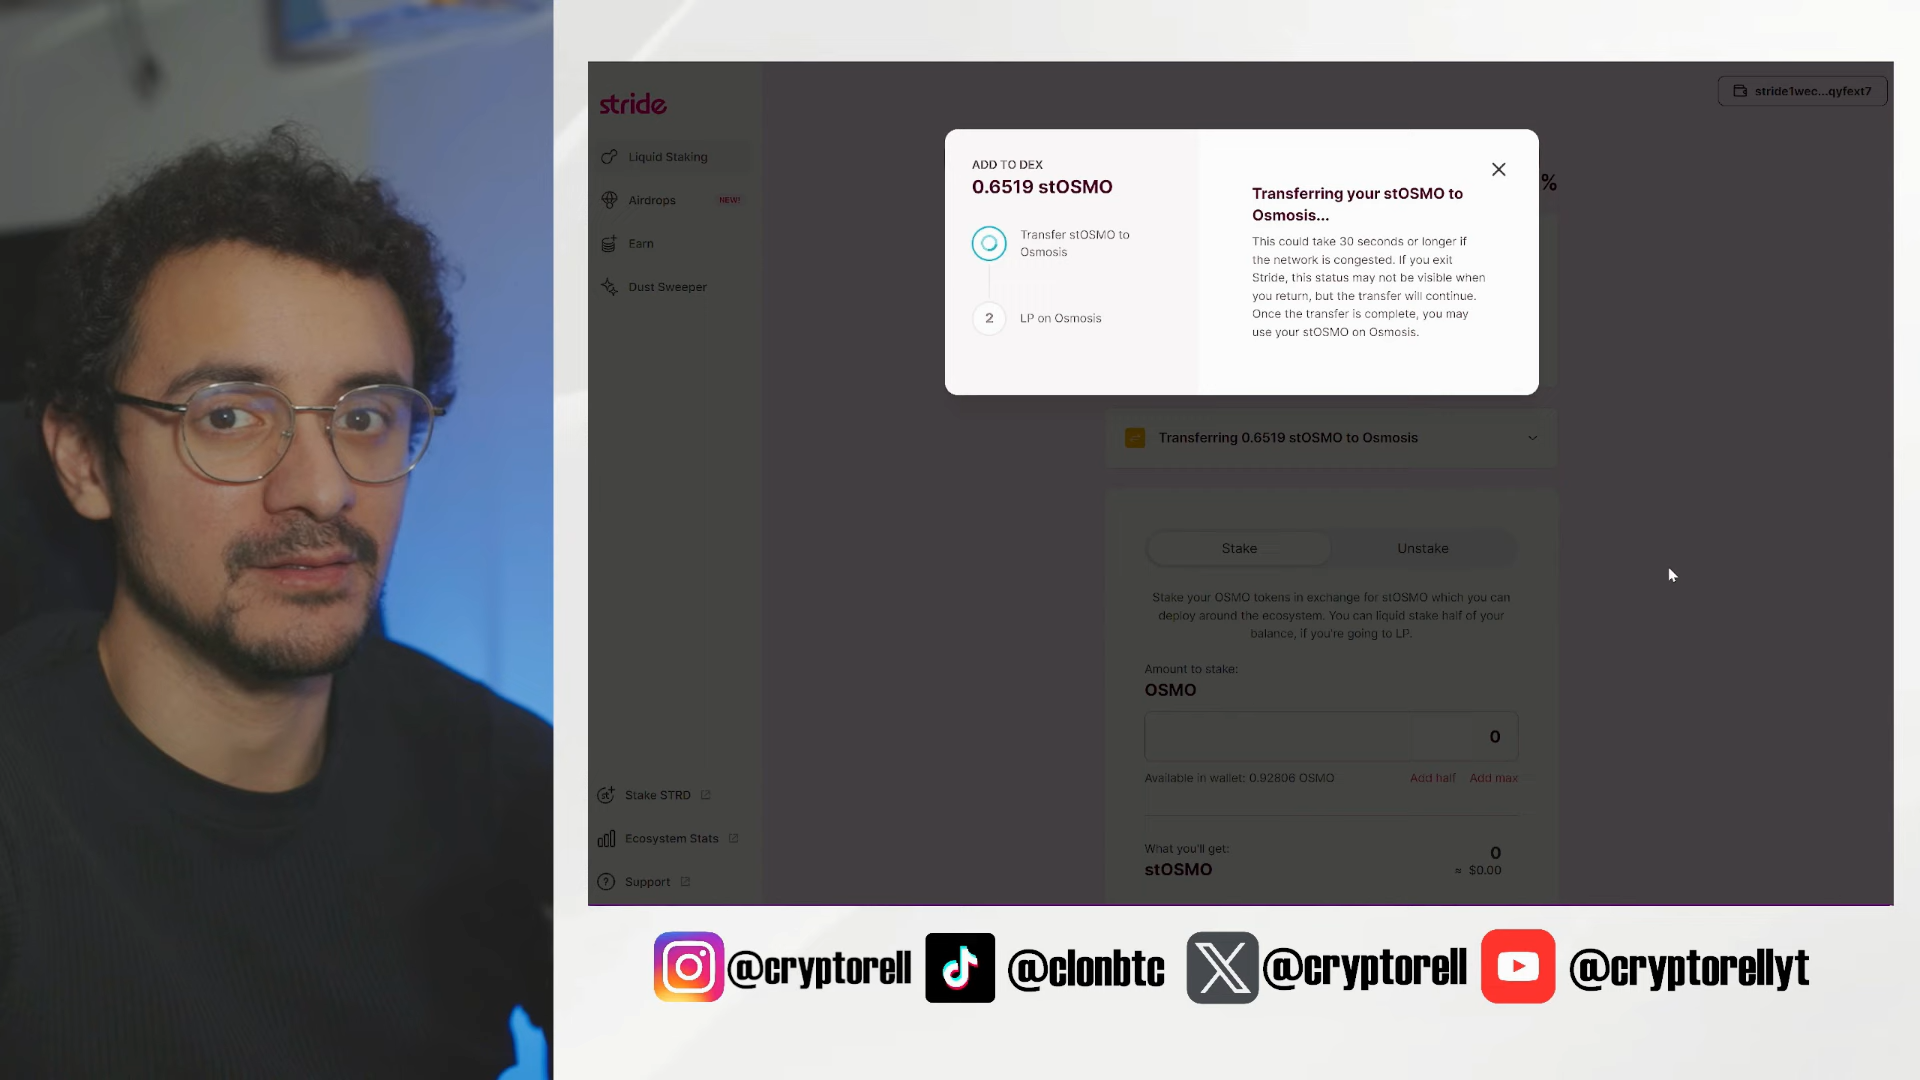 stride
stride1wec...qyfext7
Liquid Staking
Airdrops
NEW!
Earn
Dust Sweeper
ADD TO DEX
0.6519 stOSMO
Transfer stOSMO to
Osmosis
2
LP on Osmosis
Transferring your stOSMO to
Osmosis...
This could take 30 seconds or longer if
the network is congested. If you exit
Stride, this status may not be visible when
you return, but the transfer will continue.
Once the transfer is complete, you may
use your stOSMO on Osmosis.
%
Transferring 0.6519 stOSMO to Osmosis
Stake
Unstake
Stake your OSMO tokens in exchange for stOSMO which you can
deploy around the ecosystem. You can liquid stake half of your
balance, if you're going to LP.
Amount to stake:
OSMO
0
Available in wallet: 0.92806 OSMO
Add half
Add max
What you'll get:
stOSMO
0
≈ $0.00
Stake STRD
Ecosystem Stats
Support
@cryptorell
@clonbtc
@cryptorell
@cryptorellyt